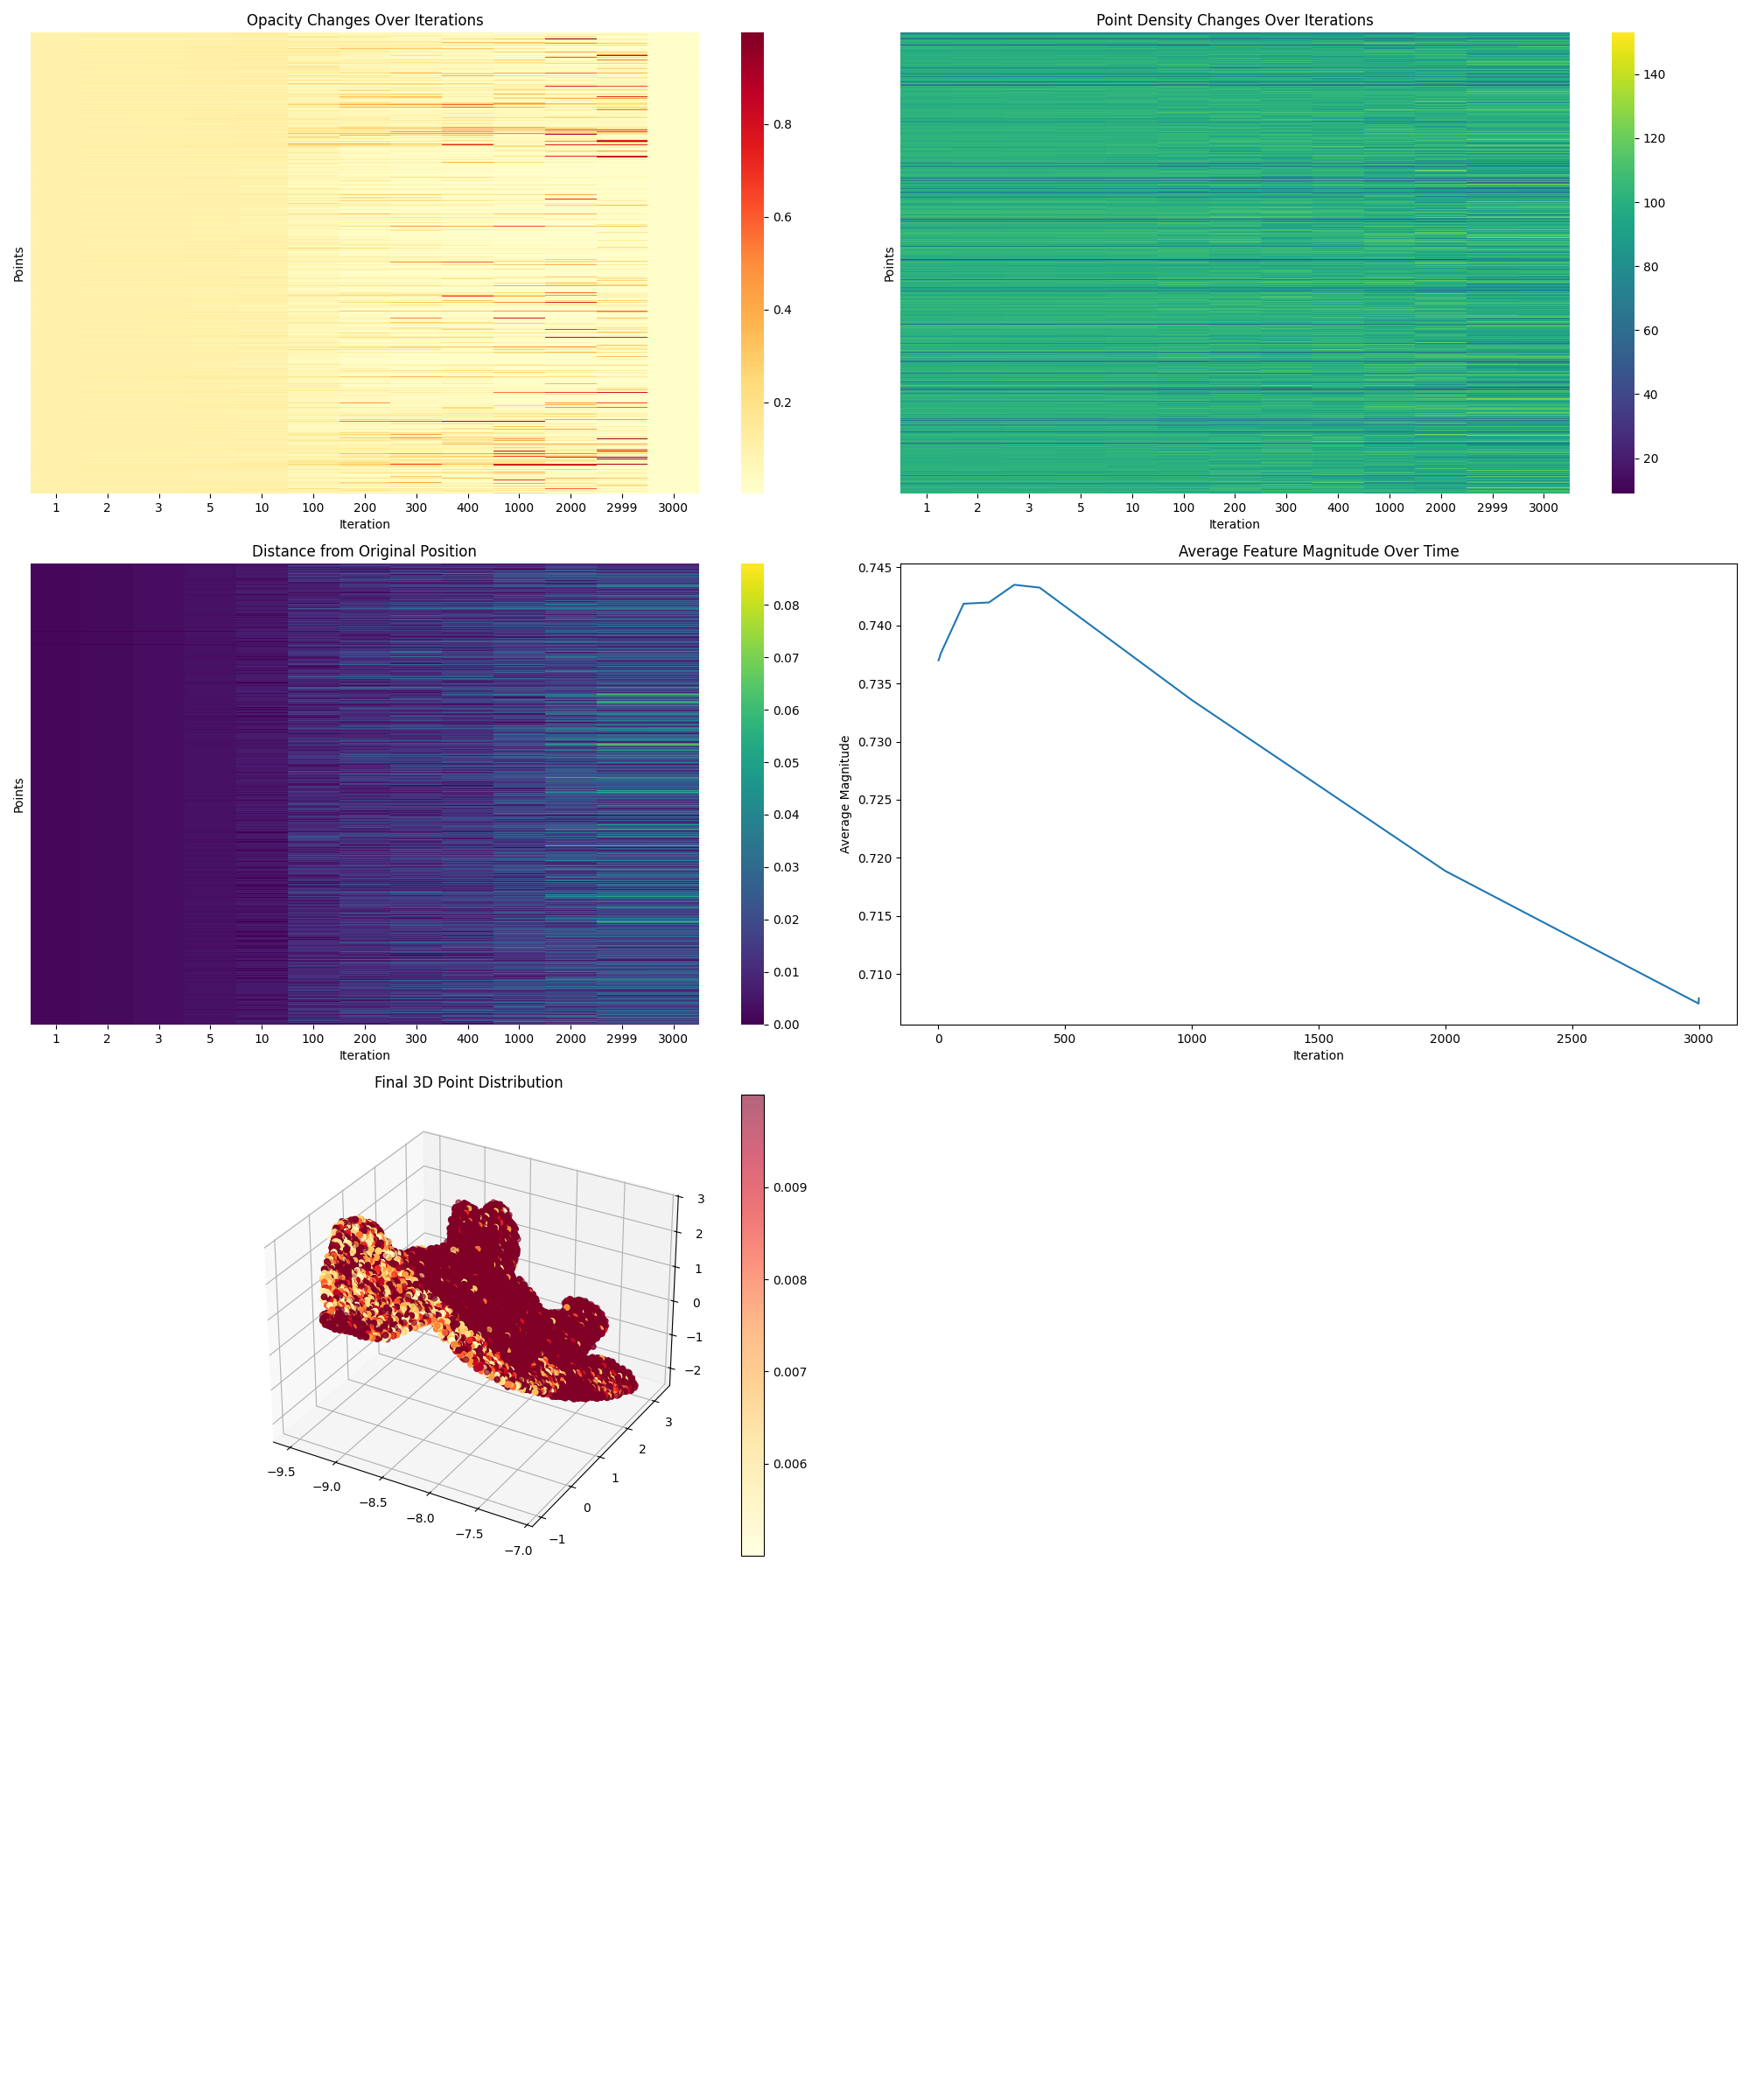 Opacity Changes Over Iterations
Points
0.8
0.6
0.4
0.2
1 2 3 5 10 100 200 300 400 1000 2000 2999 3000
Iteration
Point Density Changes Over Iterations
Points
140
120
100
80
60
40
20
1 2 3 5 10 100 200 300 400 1000 2000 2999 3000
Iteration
Distance from Original Position
Points
0.08
0.07
0.06
0.05
0.04
0.03
0.02
0.01
0.00
1 2 3 5 10 100 200 300 400 1000 2000 2999 3000
Iteration
Average Feature Magnitude Over Time
Average Magnitude
0.745
0.740
0.735
0.730
0.725
0.720
0.715
0.710
0 500 1000 1500 2000 2500 3000
Iteration
Final 3D Point Distribution
3
2
1
0
−1
−2
3
2
1
0
−1
−9.5
−9.0
−8.5
−8.0
−7.5
−7.0
0.009
0.008
0.007
0.006